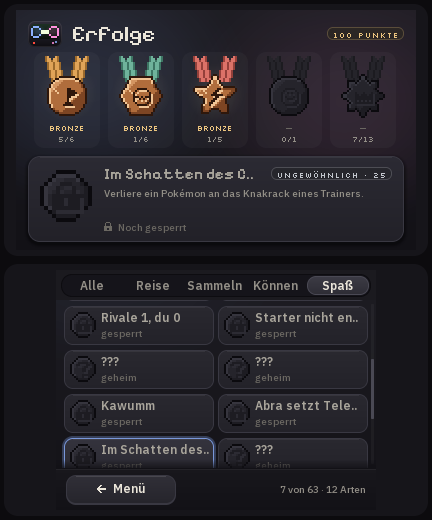 Erfolge
100 PUNKTE
BRONZE BRONZE BRONZE — —
5/6 1/6 1/5 0/1 7/13
Im Schatten des G.. UNGEWÖHNLICH · 25
Verliere ein Pokémon an das Knakrack eines Trainers.
Noch gesperrt
Alle Reise Sammeln Können Spaß
Rivale 1, du 0 Starter nicht en..
gesperrt gesperrt
??? ???
geheim geheim
Kawumm Abra setzt Tele..
gesperrt gesperrt
Im Schatten des.. ???
gesperrt geheim
← Menü 7 von 63 · 12 Arten